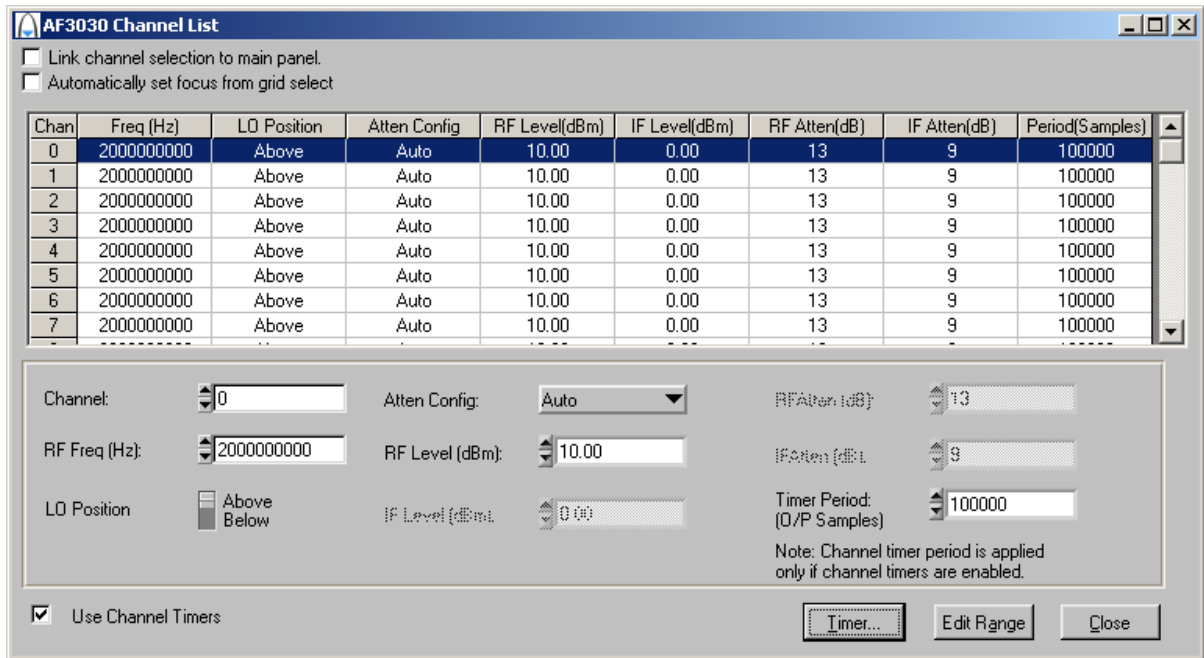 AF3030 Channel List
Link channel selection to main panel.
Automatically set focus from grid select
Chan Freq (Hz) LO Position Atten Config RF Level(dBm) IF Level(dBm) RF Atten(dB) IF Atten(dB) Period(Samples)
0 2000000000 Above Auto 10.00 0.00 13 9 100000
1 2000000000 Above Auto 10.00 0.00 13 9 100000
2 2000000000 Above Auto 10.00 0.00 13 9 100000
3 2000000000 Above Auto 10.00 0.00 13 9 100000
4 2000000000 Above Auto 10.00 0.00 13 9 100000
5 2000000000 Above Auto 10.00 0.00 13 9 100000
6 2000000000 Above Auto 10.00 0.00 13 9 100000
7 2000000000 Above Auto 10.00 0.00 13 9 100000
Channel: 0 Atten Config: Auto RFAtten (dB): 13
RF Freq (Hz): 2000000000 RF Level (dBm): 10.00 IFAtten 9
LO Position Above
Below
IF Level 0.00
Timer Period:
(O/P Samples) 100000
Note: Channel timer period is applied
only if channel timers are enabled.
Use Channel Timers Timer... Edit Range Close